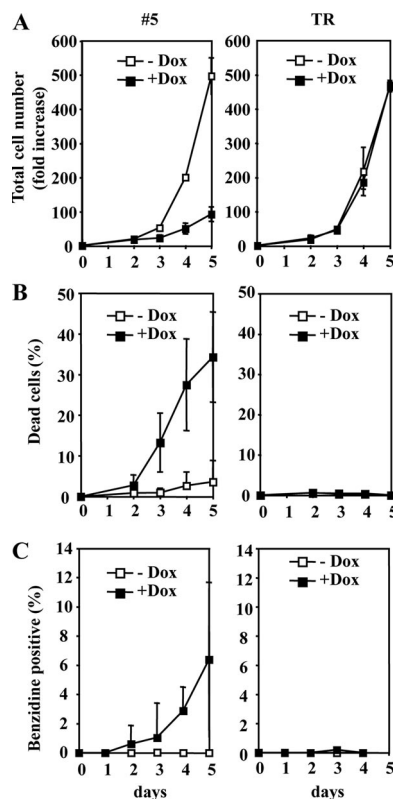 #5 TR
A
Total cell number
(fold increase)
600
500
400
300
200
100
0
- Dox
+Dox
0 1 2 3 4 5
600
500
400
300
200
100
0
- Dox
+Dox
0 1 2 3 4 5
B
Dead cells (%)
50
40
30
20
10
0
- Dox
+Dox
0 1 2 3 4 5
50
40
30
20
10
0
- Dox
+Dox
0 1 2 3 4 5
C
Benzidine positive (%)
14
12
10
8
6
4
2
0
- Dox
+Dox
0 1 2 3 4 5
days
14
12
10
8
6
4
2
0
- Dox
+Dox
0 1 2 3 4 5
days